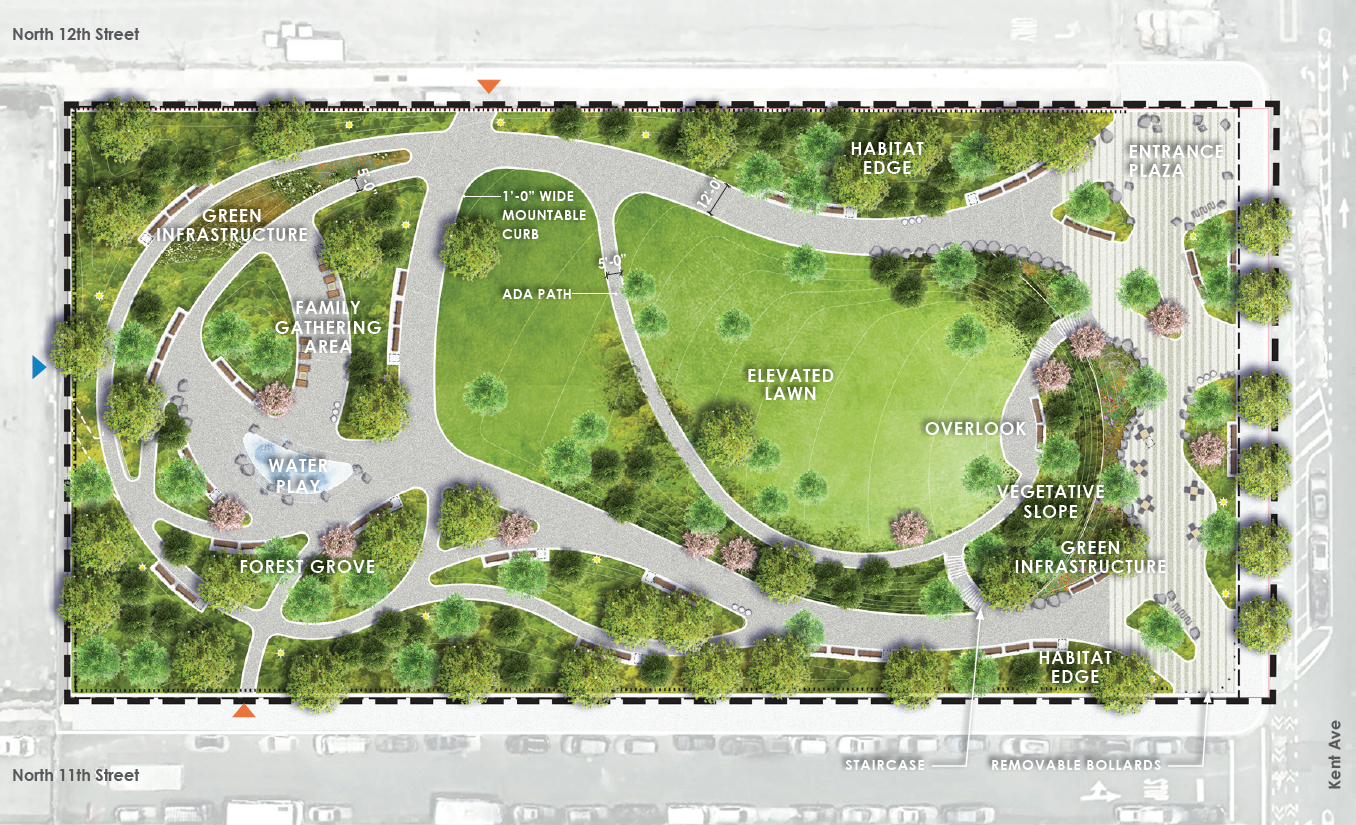 North 12th Street
HABITAT
EDGE
ENTRANCE
PLAZA
5'-0"
12'-0"
1'-0" WIDE
MOUNTABLE
CURB
GREEN
INFRASTRUCTURE
5'-0"
ADA PATH
FAMILY
GATHERING
AREA
ELEVATED
LAWN
OVERLOOK
WATER
PLAY
VEGETATIVE
SLOPE
GREEN
INFRASTRUCTURE
FOREST GROVE
HABITAT
EDGE
STAIRCASE
REMOVABLE BOLLARDS
North 11th Street
Kent Ave
STOP